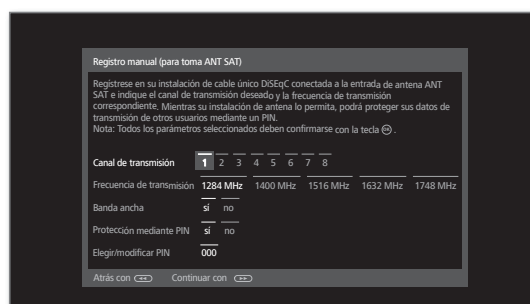 Registro manual (para toma ANT SAT)
Regístrese en su instalación de cable único DiSEqC conectada a la entrada de antena ANT
SAT e indique el canal de transmisión deseado y la frecuencia de transmisión
correspondiente. Mientras su instalación de antena lo permita, podrá proteger sus datos de
transmisión de otros usuarios mediante un PIN.
Nota: Todos los parámetros seleccionados deben confirmarse con la tecla OK.
Canal de transmisión 1 2 3 4 5 6 7 8
Frecuencia de transmisión 1284 MHz 1400 MHz 1516 MHz 1632 MHz 1748 MHz
Banda ancha sí no
Protección mediante PIN sí no
Elegir/modificar PIN 000
Atrás con Continuar con